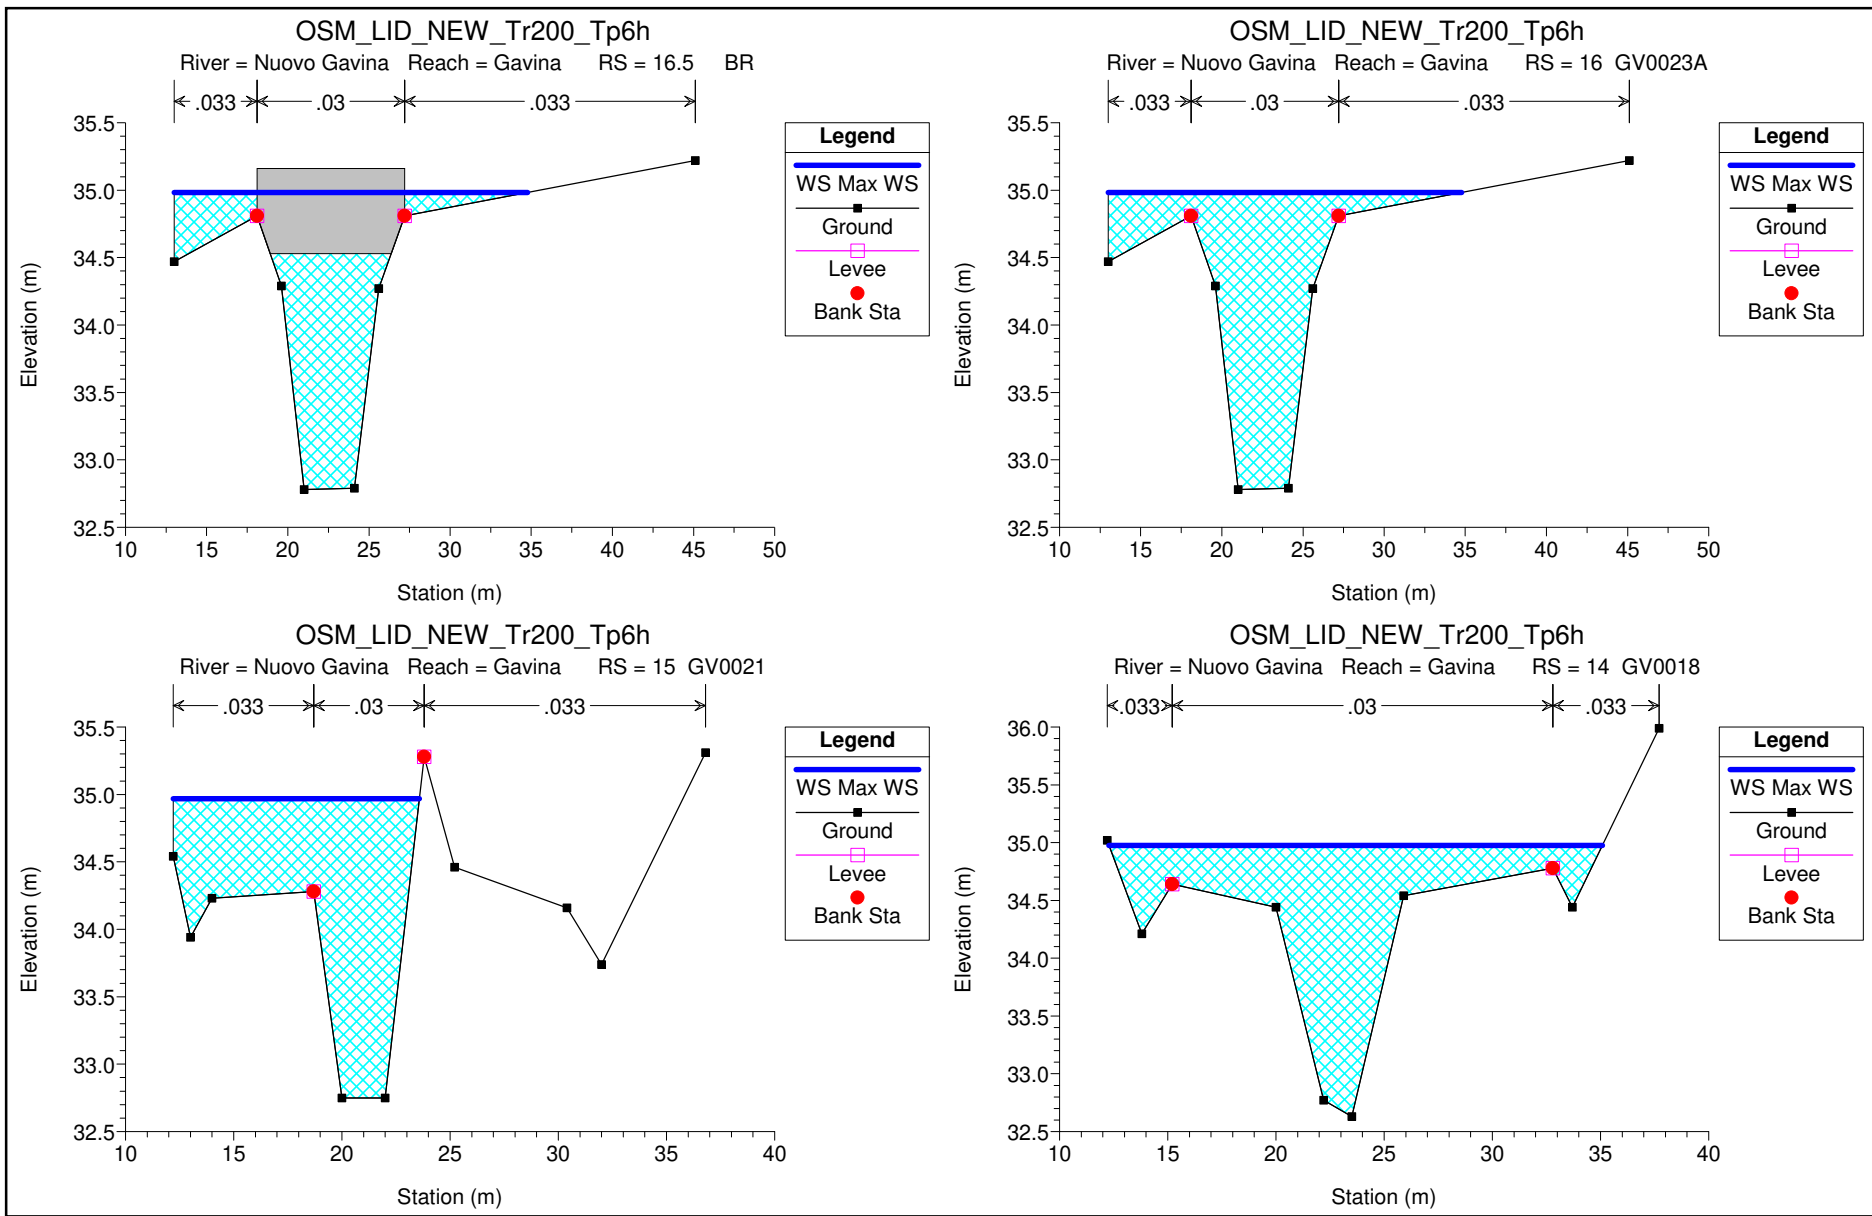 OSM_LID_NEW_Tr200_Tp6h
River = Nuovo Gavina Reach = Gavina RS = 16.5 BR
.033 .03 .033
35.5
35.0
34.5
34.0
33.5
33.0
32.5
Elevation (m)
10 15 20 25 30 35 40 45 50
Station (m)
Legend
WS Max WS
Ground
Levee
Bank Sta
OSM_LID_NEW_Tr200_Tp6h
River = Nuovo Gavina Reach = Gavina RS = 16 GV0023A
.033 .03 .033
35.5
35.0
34.5
34.0
33.5
33.0
32.5
Elevation (m)
10 15 20 25 30 35 40 45 50
Station (m)
Legend
WS Max WS
Ground
Levee
Bank Sta
OSM_LID_NEW_Tr200_Tp6h
River = Nuovo Gavina Reach = Gavina RS = 15 GV0021
.033 .03 .033
35.5
35.0
34.5
34.0
33.5
33.0
32.5
Elevation (m)
10 15 20 25 30 35 40
Station (m)
Legend
WS Max WS
Ground
Levee
Bank Sta
OSM_LID_NEW_Tr200_Tp6h
River = Nuovo Gavina Reach = Gavina RS = 14 GV0018
.033 .03 .033
36.0
35.5
35.0
34.5
34.0
33.5
33.0
32.5
Elevation (m)
10 15 20 25 30 35 40
Station (m)
Legend
WS Max WS
Ground
Levee
Bank Sta